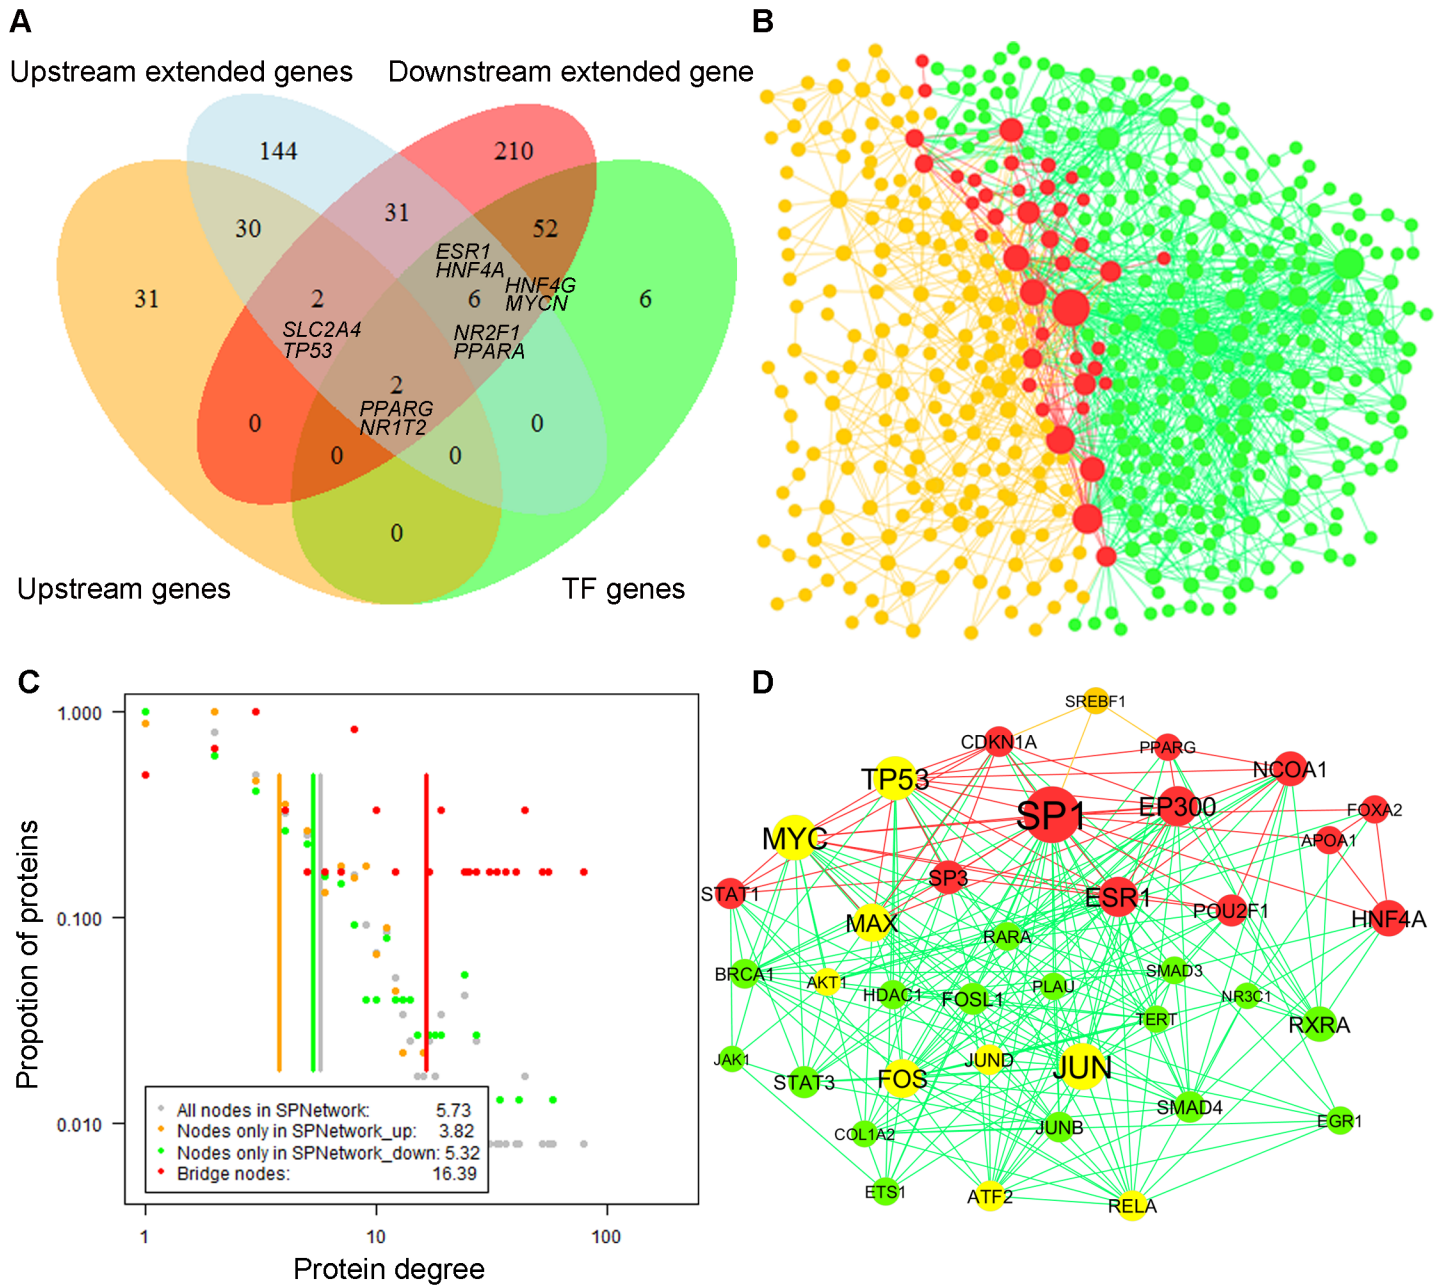 A
Upstream extended genes
Downstream extended gene
144
210
30
31
52
ESR1
HNF4A
31
2
6
HNF4G
MYCN
6
SLC2A4
TP53
NR2F1
PPARA
2
PPARG
NR1T2
0
0
0
0
0
Upstream genes
TF genes
B
C
Propotion of proteins
1.000
0.100
0.010
All nodes in SPNetwork: 5.73
Nodes only in SPNetwork_up: 3.82
Nodes only in SPNetwork_down: 5.32
Bridge nodes: 16.39
1
10
100
Protein degree
D
SREBF1
CDKN1A
PPARG
TP53
NCOA1
SP1
EP300
FOXA2
MYC
APOA1
STAT1
SP3
ESR1
POU2F1
HNF4A
MAX
RARA
BRCA1
AKT1
HDAC1
FOSL1
PLAU
SMAD3
NR3C1
TERT
RXRA
JAK1
STAT3
FOS
JUND
JUN
SMAD4
COL1A2
JUNB
EGR1
ETS1
ATF2
RELA